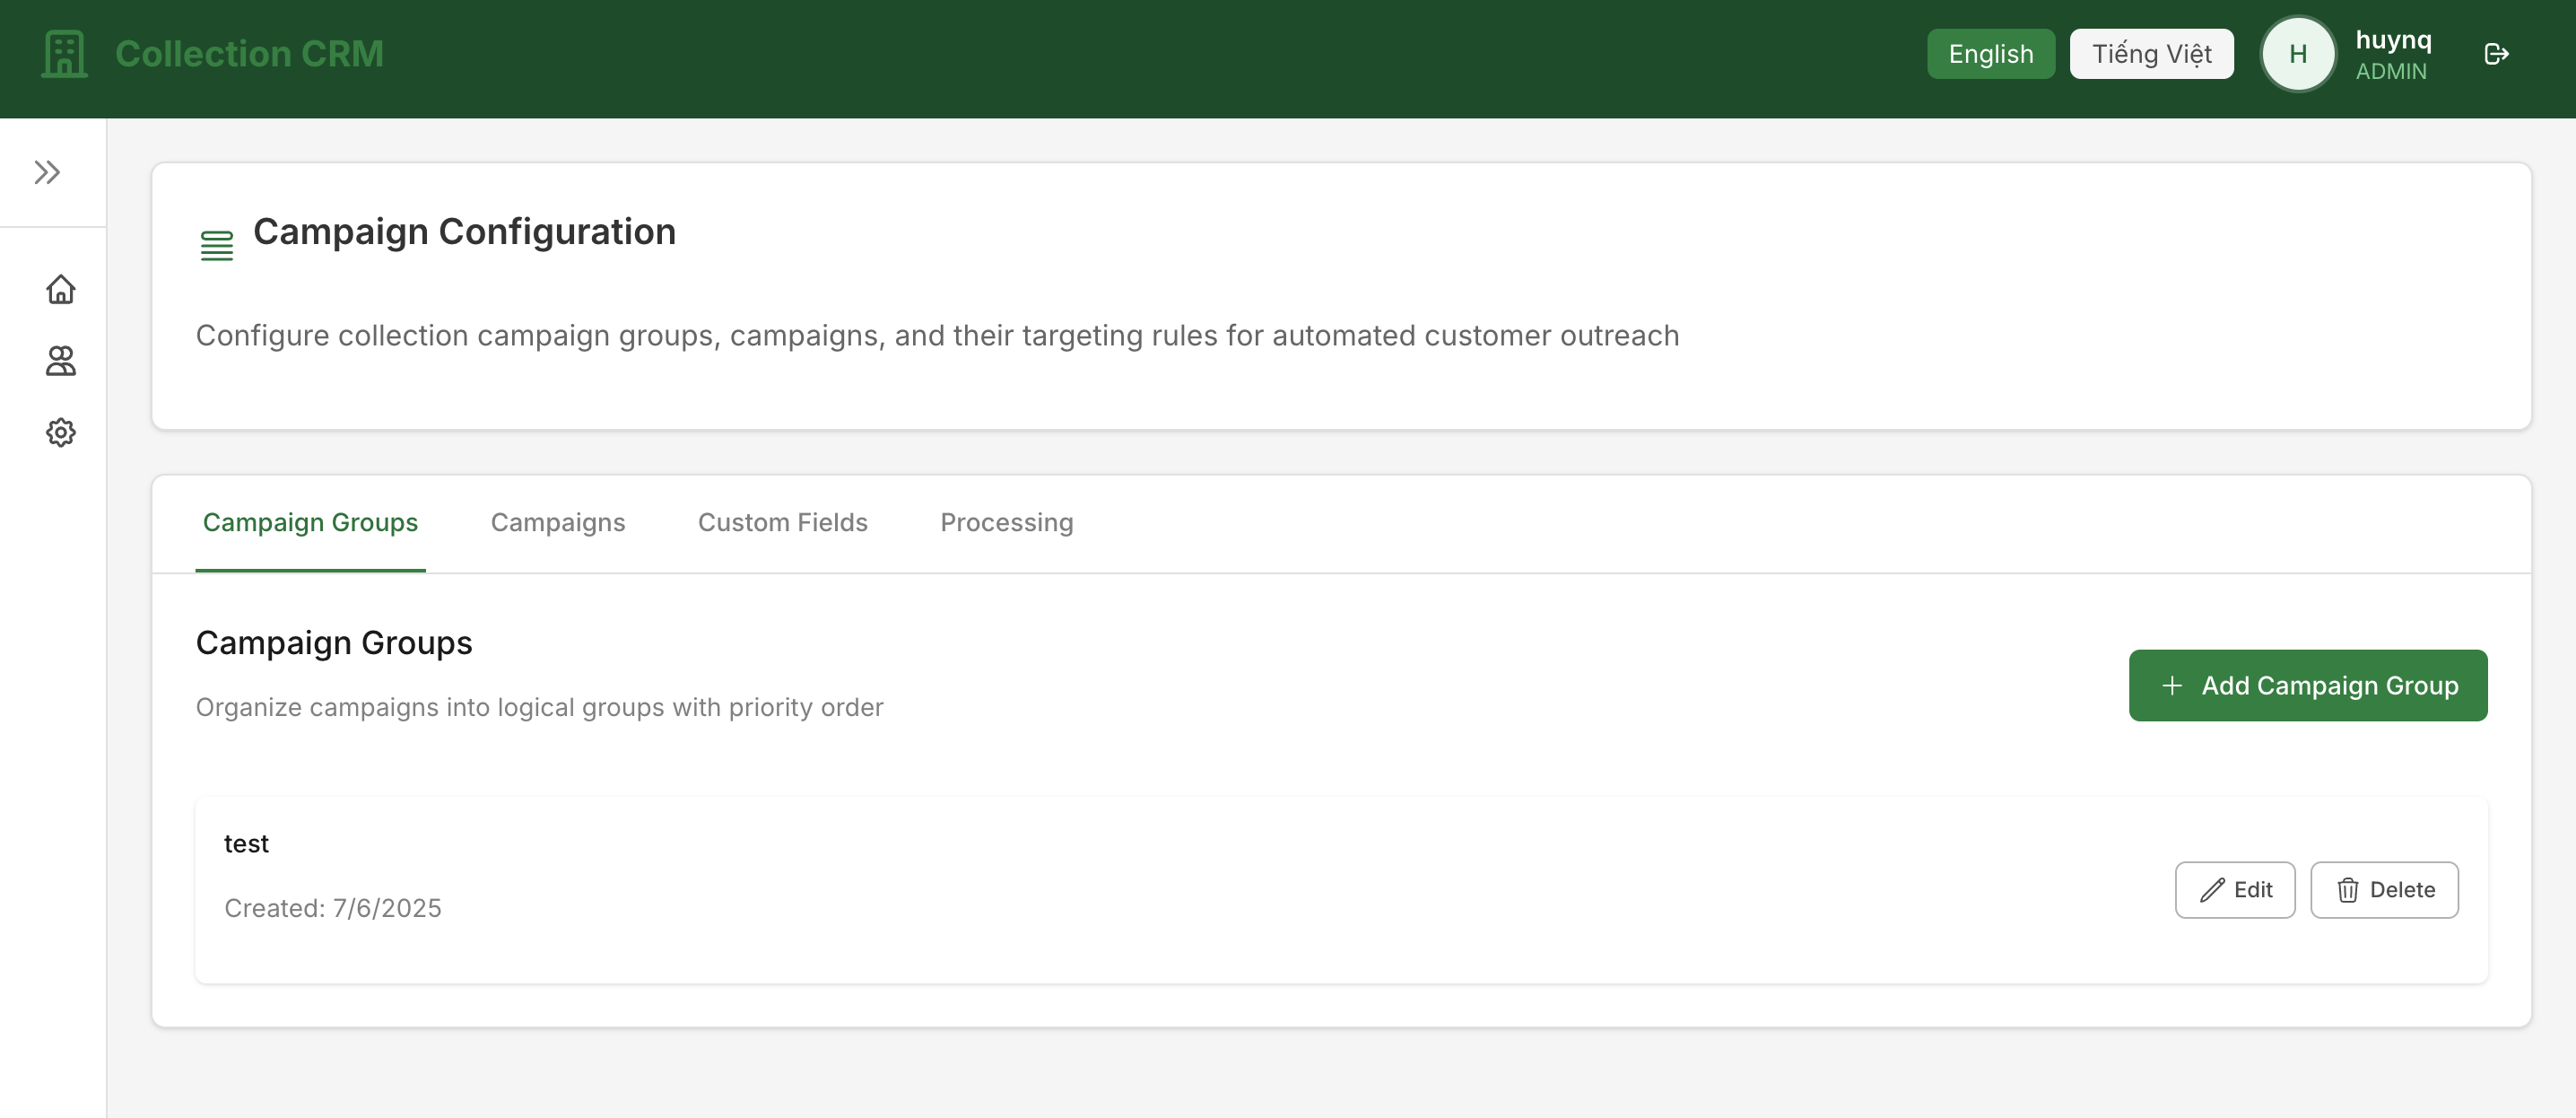 Collection CRM
English
Tiếng Việt
H
huynq
ADMIN
Campaign Configuration
Configure collection campaign groups, campaigns, and their targeting rules for automated customer outreach
Campaign Groups
Campaigns
Custom Fields
Processing
Campaign Groups
Organize campaigns into logical groups with priority order
Add Campaign Group
test
Created: 7/6/2025
Edit
Delete